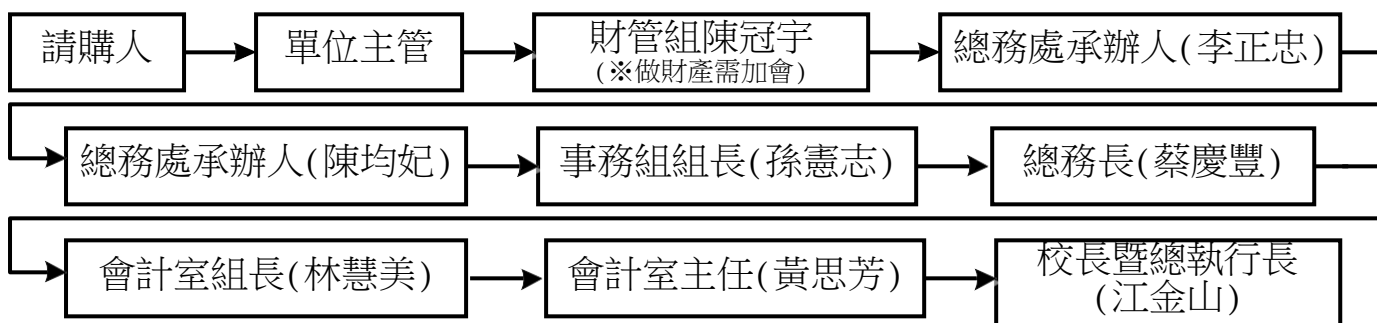 請購人
單位主管
財管組陳冠宇
(※做財產需加會)
總務處承辦人(李正忠)
總務處承辦人(陳均妃)
事務組組長(孫憲志)
總務長(蔡慶豐)
會計室組長(林慧美)
會計室主任(黃思芳)
校長暨總執行長
(江金山)